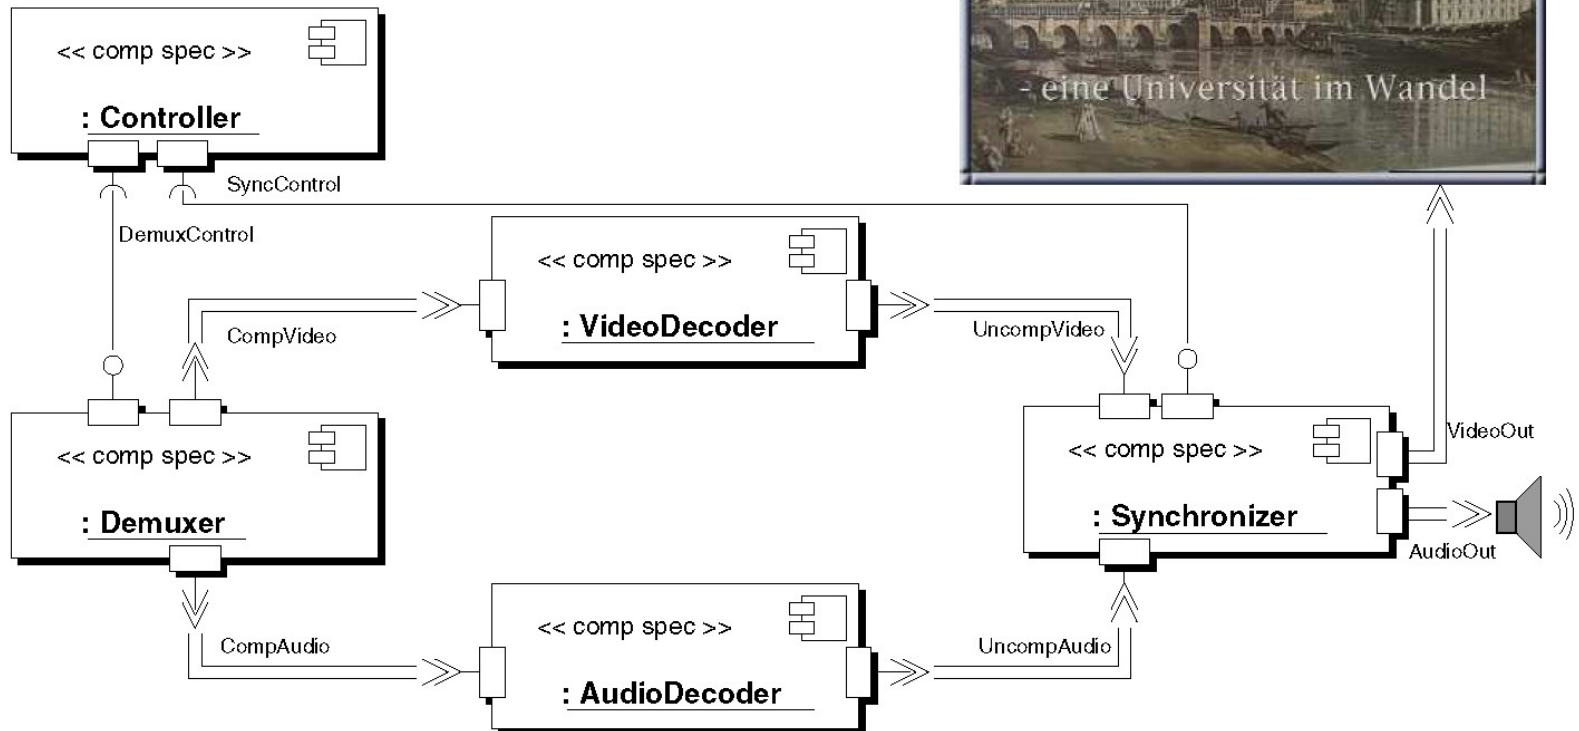 << comp spec >>
: Controller
- eine Universität im Wandel
SyncControl
DemuxControl
<< comp spec >>
: VideoDecoder
CompVideo
UncompVideo
<< comp spec >>
: Demuxer
<< comp spec >>
: Synchronizer
VideoOut
AudioOut
CompAudio
<< comp spec >>
: AudioDecoder
UncompAudio